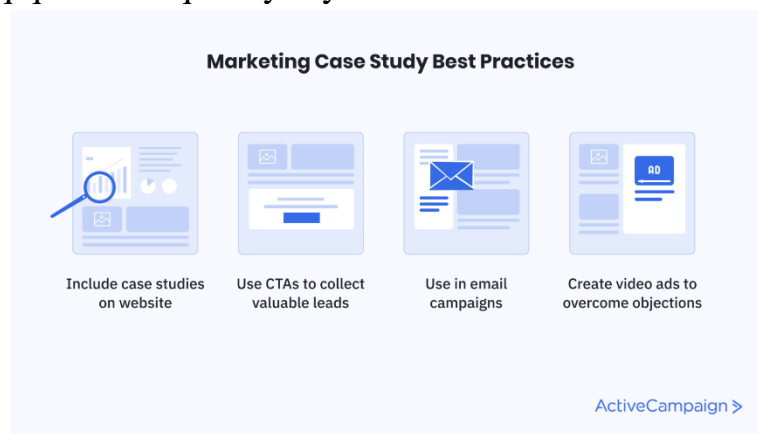 Marketing Case Study Best Practices
AD
Include case studies
on website
Use CTAs to collect
valuable leads
Use in email
campaigns
Create video ads to
overcome objections
ActiveCampaign >